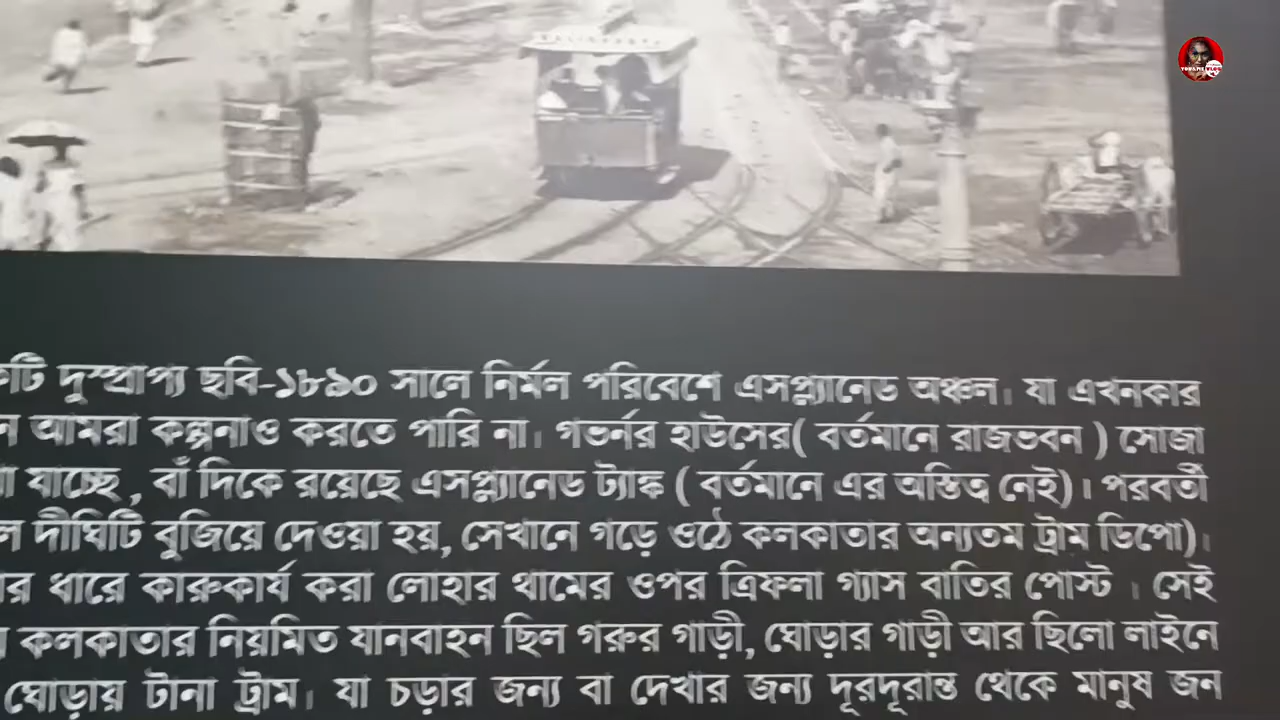 KALIGHAT
টি দুস্প্রাপ্য ছবি-১৮৯০ সালে নির্মল পরিবেশে এসপ্ল্যানেড অঞ্চল। যা এখনকার
আমরা কল্পনাও করতে পারি না। গভর্নর হাউসের( বর্তমানে রাজভবন ) সোজা
যাচ্ছে, বাঁ দিকে রয়েছে এসপ্ল্যানেড ট্যাঙ্ক ( বর্তমানে এর অস্তিত্ব নেই)। পরবর্তী
দীঘিটি বুজিয়ে দেওয়া হয়, সেখানে গড়ে ওঠে কলকাতার অন্যতম ট্রাম ডিপো)।
র ধারে কারুকার্য করা লোহার থামের ওপর ত্রিফলা গ্যাস বাতির পোস্ট । সেই
কলকাতার নিয়মিত যানবাহন ছিল গরুর গাড়ী, ঘোড়ার গাড়ী আর ছিলো লাইনে
ঘোড়ায় টানা ট্রাম। যা চড়ার জন্য বা দেখার জন্য দূরদূরান্ত থেকে মানুষ জন